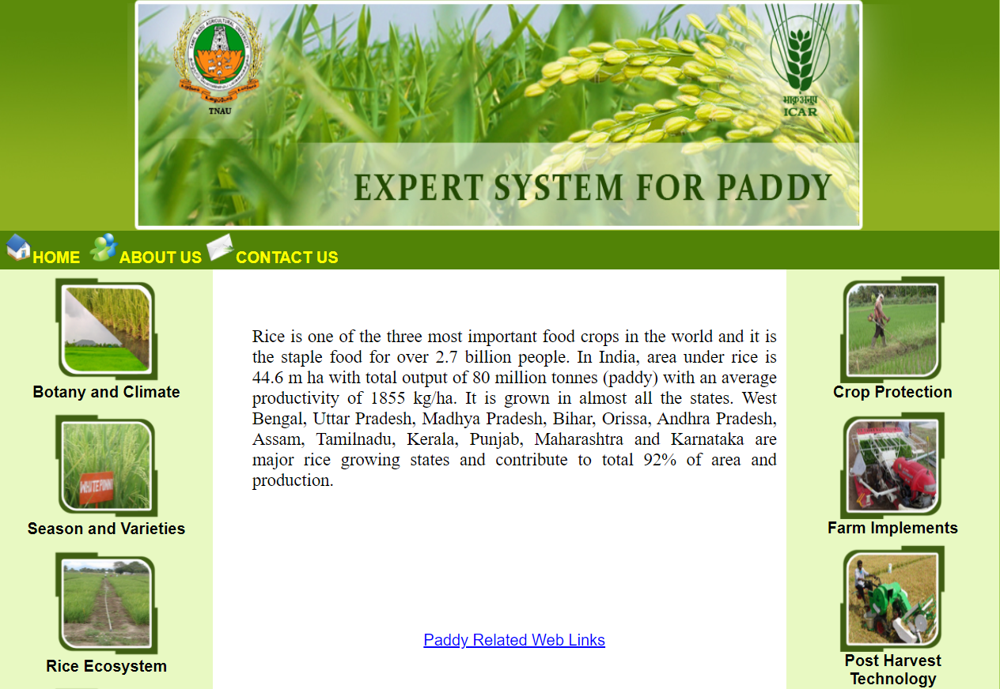 TAMIL NADU AGRICULTURAL UNIVERSITY
TNAU
भाकृअनुप
ICAR
EXPERT SYSTEM FOR PADDY
HOME ABOUT US CONTACT US
Botany and Climate
WHITE PONNI
Season and Varieties
Rice Ecosystem
Rice is one of the three most important food crops in the world and it is
the staple food for over 2.7 billion people. In India, area under rice is
44.6 m ha with total output of 80 million tonnes (paddy) with an average
productivity of 1855 kg/ha. It is grown in almost all the states. West
Bengal, Uttar Pradesh, Madhya Pradesh, Bihar, Orissa, Andhra Pradesh,
Assam, Tamilnadu, Kerala, Punjab, Maharashtra and Karnataka are
major rice growing states and contribute to total 92% of area and
production.
Paddy Related Web Links
Crop Protection
Farm Implements
Post Harvest
Technology